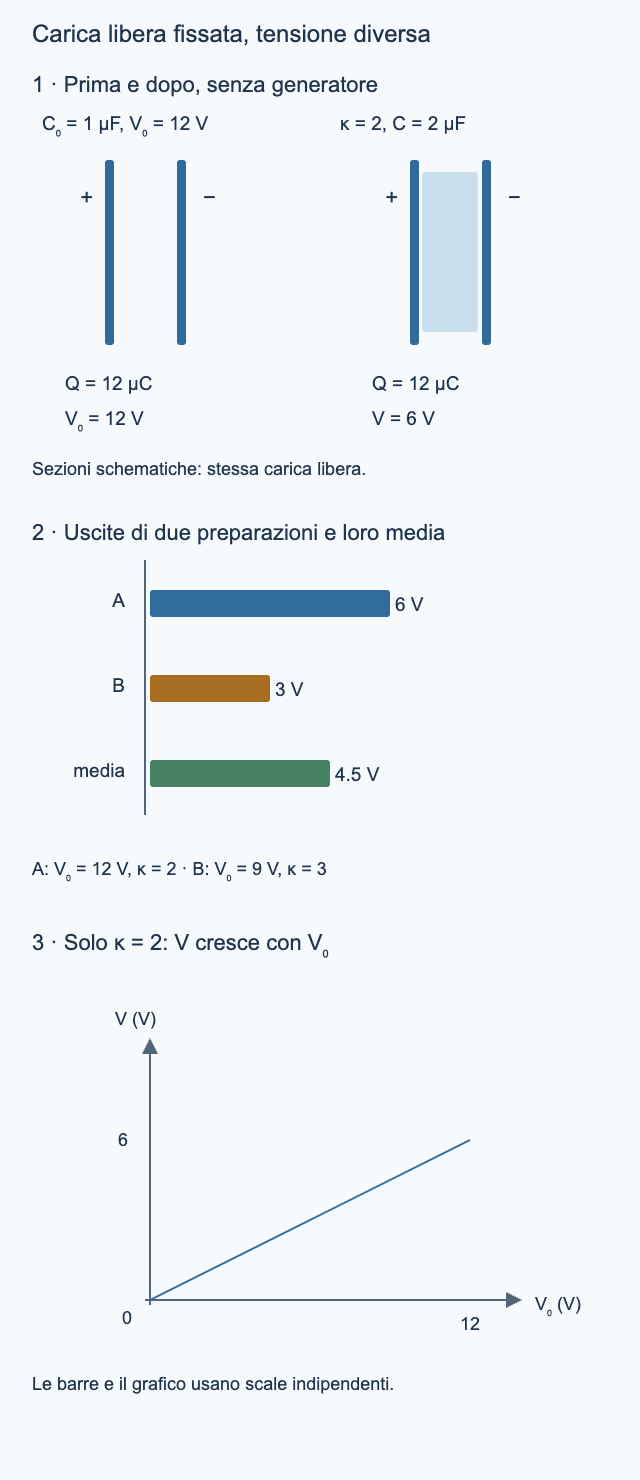 Carica libera fissata, tensione diversa
1 · Prima e dopo, senza generatore
C₀ = 1 µF, V₀ = 12 V
κ = 2, C = 2 µF
+
−
+
−
Q = 12 µC
V₀ = 12 V
Q = 12 µC
V = 6 V
Sezioni schematiche: stessa carica libera.
2 · Uscite di due preparazioni e loro media
A
6 V
B
3 V
media
4.5 V
A: V₀ = 12 V, κ = 2 · B: V₀ = 9 V, κ = 3
3 · Solo κ = 2: V cresce con V₀
V (V)
6
0
12
V₀ (V)
Le barre e il grafico usano scale indipendenti.